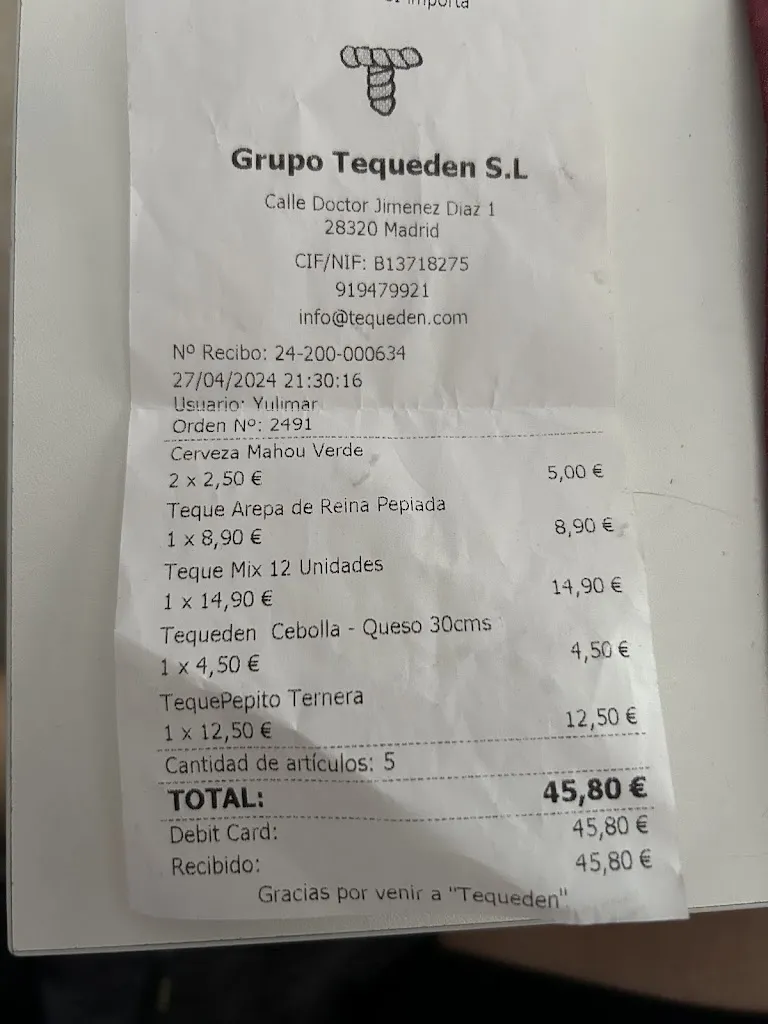 Grupo Tequeden S.L
Calle Doctor Jimenez Diaz 1
28320 Madrid
CIF/NIF: B13718275
919479921
info@tequeden.com
Nº Recibo: 24-200-000634
27/04/2024 21:30:16
Usuario: Yulimar
Orden Nº: 2491
Cerveza Mahou Verde
2 x 2,50 € 5,00 €
Teque Arepa de Reina Pepiada
1 x 8,90 € 8,90 €
Teque Mix 12 Unidades
1 x 14,90 € 14,90 €
Tequeden Cebolla - Queso 30cms
1 x 4,50 € 4,50 €
TequePepito Ternera
1 x 12,50 € 12,50 €
Cantidad de artículos: 5
TOTAL: 45,80 €
Debit Card: 45,80 €
Recibido: 45,80 €
Gracias por venir a "Tequeden".